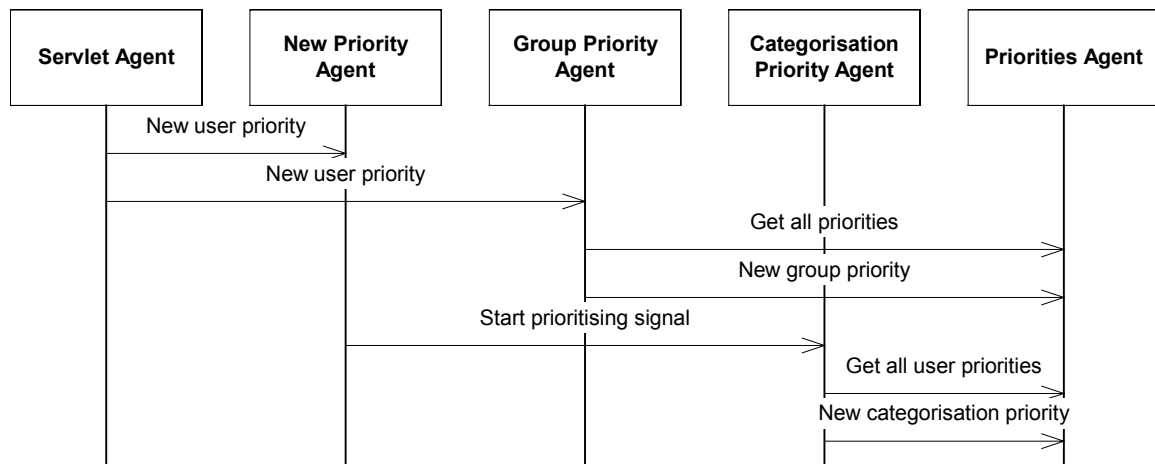 Servlet Agent
New Priority
Agent
Group Priority
Agent
Categorisation
Priority Agent
Priorities Agent
New user priority
New user priority
Get all priorities
New group priority
Start prioritising signal
Get all user priorities
New categorisation priority